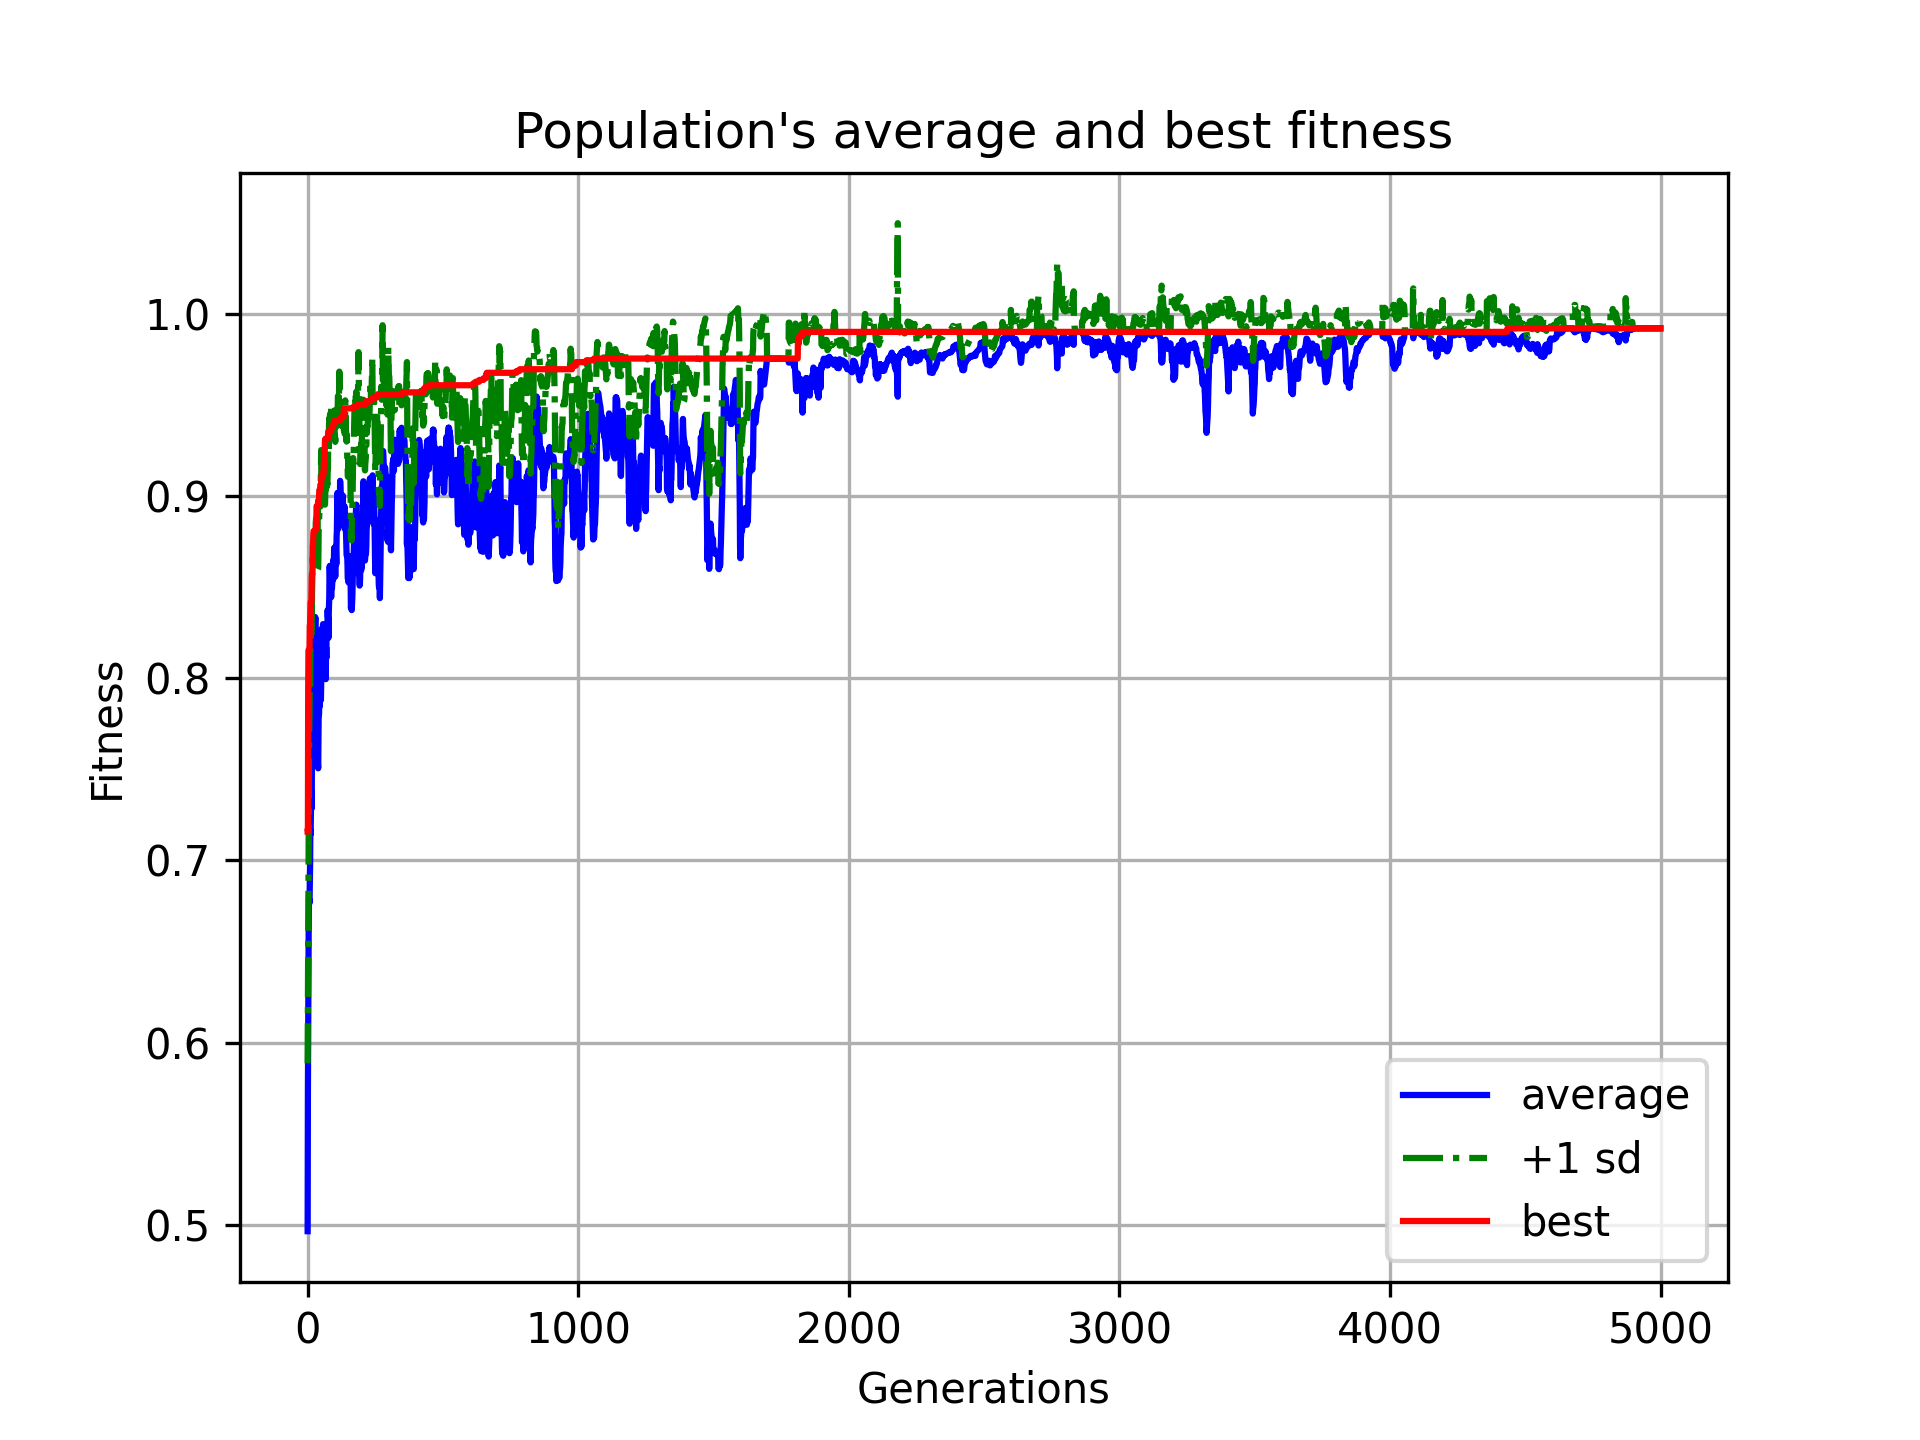 Population's average and best fitness
Fitness
1.0
0.9
0.8
0.7
0.6
0.5
average
+1 sd
best
0 1000 2000 3000 4000 5000
Generations